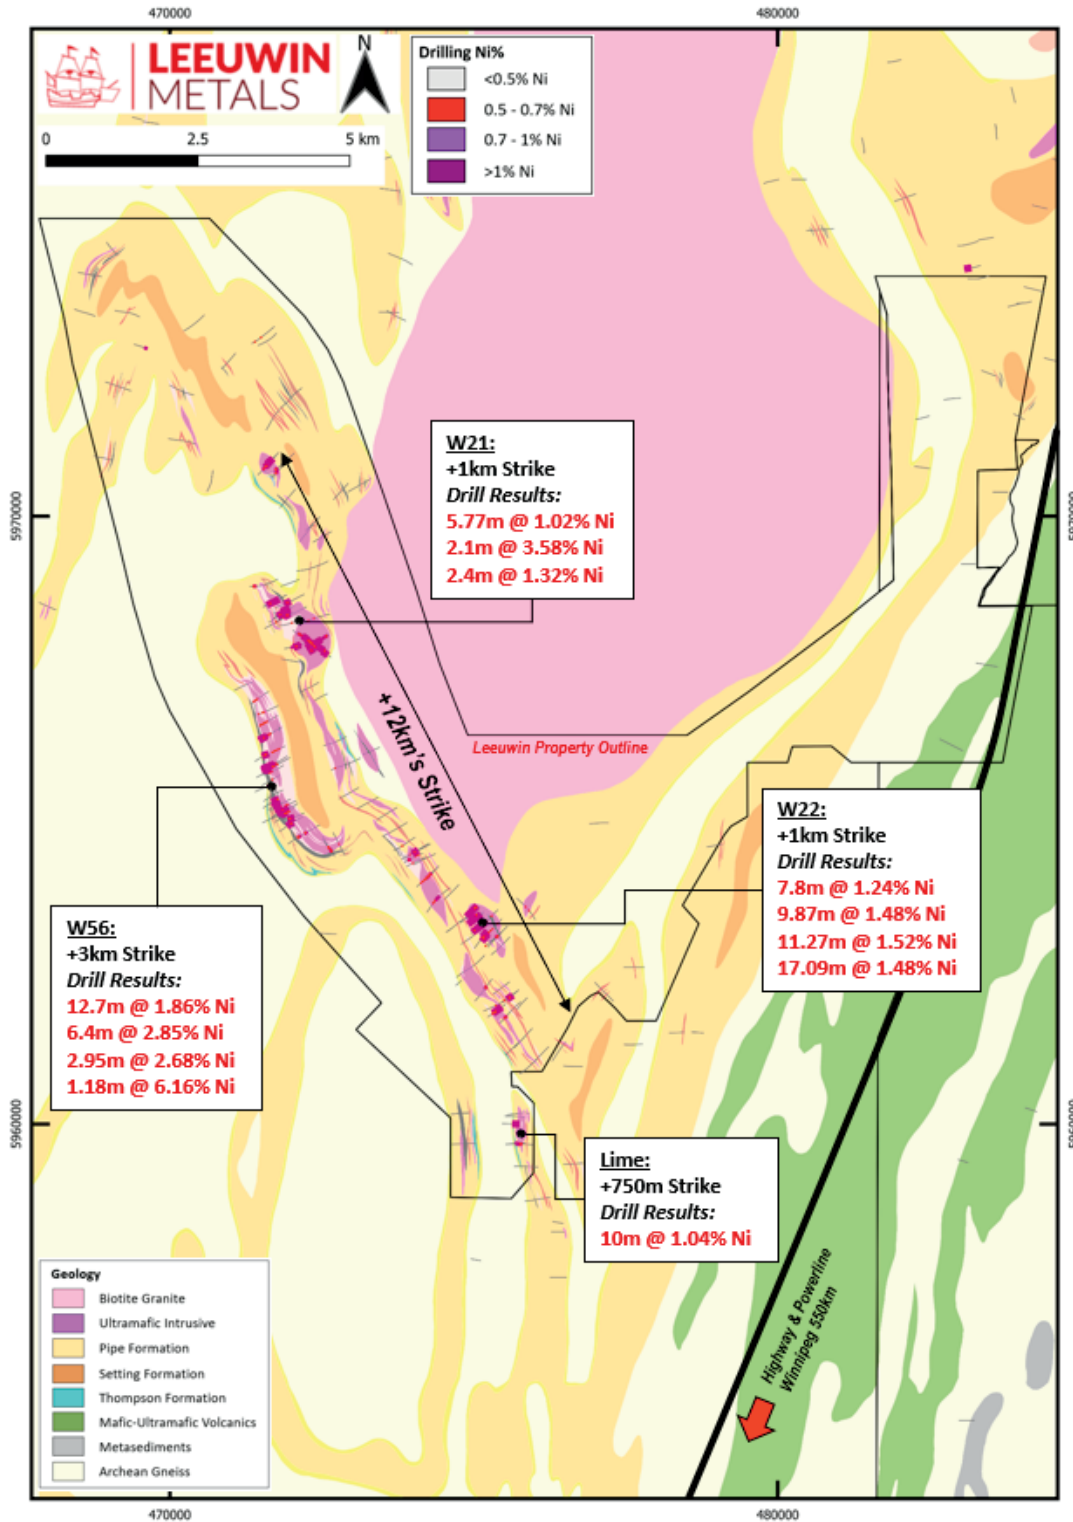 470000
480000
LEEUWIN
METALS
N
0 2.5 5 km
Drilling Ni%
<0.5% Ni
0.5 - 0.7% Ni
0.7 - 1% Ni
>1% Ni
W21:
+1km Strike
Drill Results:
5.77m @ 1.02% Ni
2.1m @ 3.58% Ni
2.4m @ 1.32% Ni
5970000
5970000
+12km's Strike
Leeuwin Property Outline
W22:
+1km Strike
Drill Results:
7.8m @ 1.24% Ni
9.87m @ 1.48% Ni
11.27m @ 1.52% Ni
17.09m @ 1.48% Ni
W56:
+3km Strike
Drill Results:
12.7m @ 1.86% Ni
6.4m @ 2.85% Ni
2.95m @ 2.68% Ni
1.18m @ 6.16% Ni
5960000
5960000
Lime:
+750m Strike
Drill Results:
10m @ 1.04% Ni
Highway & Powerline
Winnipeg 550km
Geology
Biotite Granite
Ultramafic Intrusive
Pipe Formation
Setting Formation
Thompson Formation
Mafic-Ultramafic Volcanics
Metasediments
Archean Gneiss
470000
480000